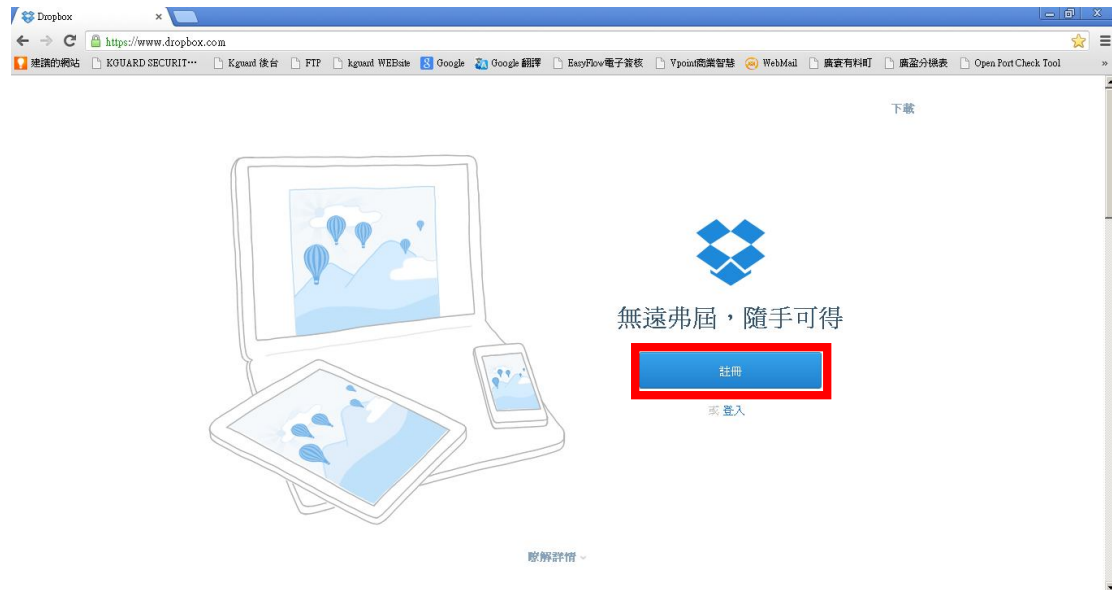 Dropbox
https://www.dropbox.com
建議的網站 KGUARD SECURIT… Kguard 後台 FTP kguard WEBsite Google Google 翻譯 EasyFlow電子簽核 Vpoint商業智慧 WebMail 廣衰有料町 廣盈分機表 Open Port Check Tool »
下載
無遠弗屆，隨手可得
註冊
或 登入
瞭解詳情